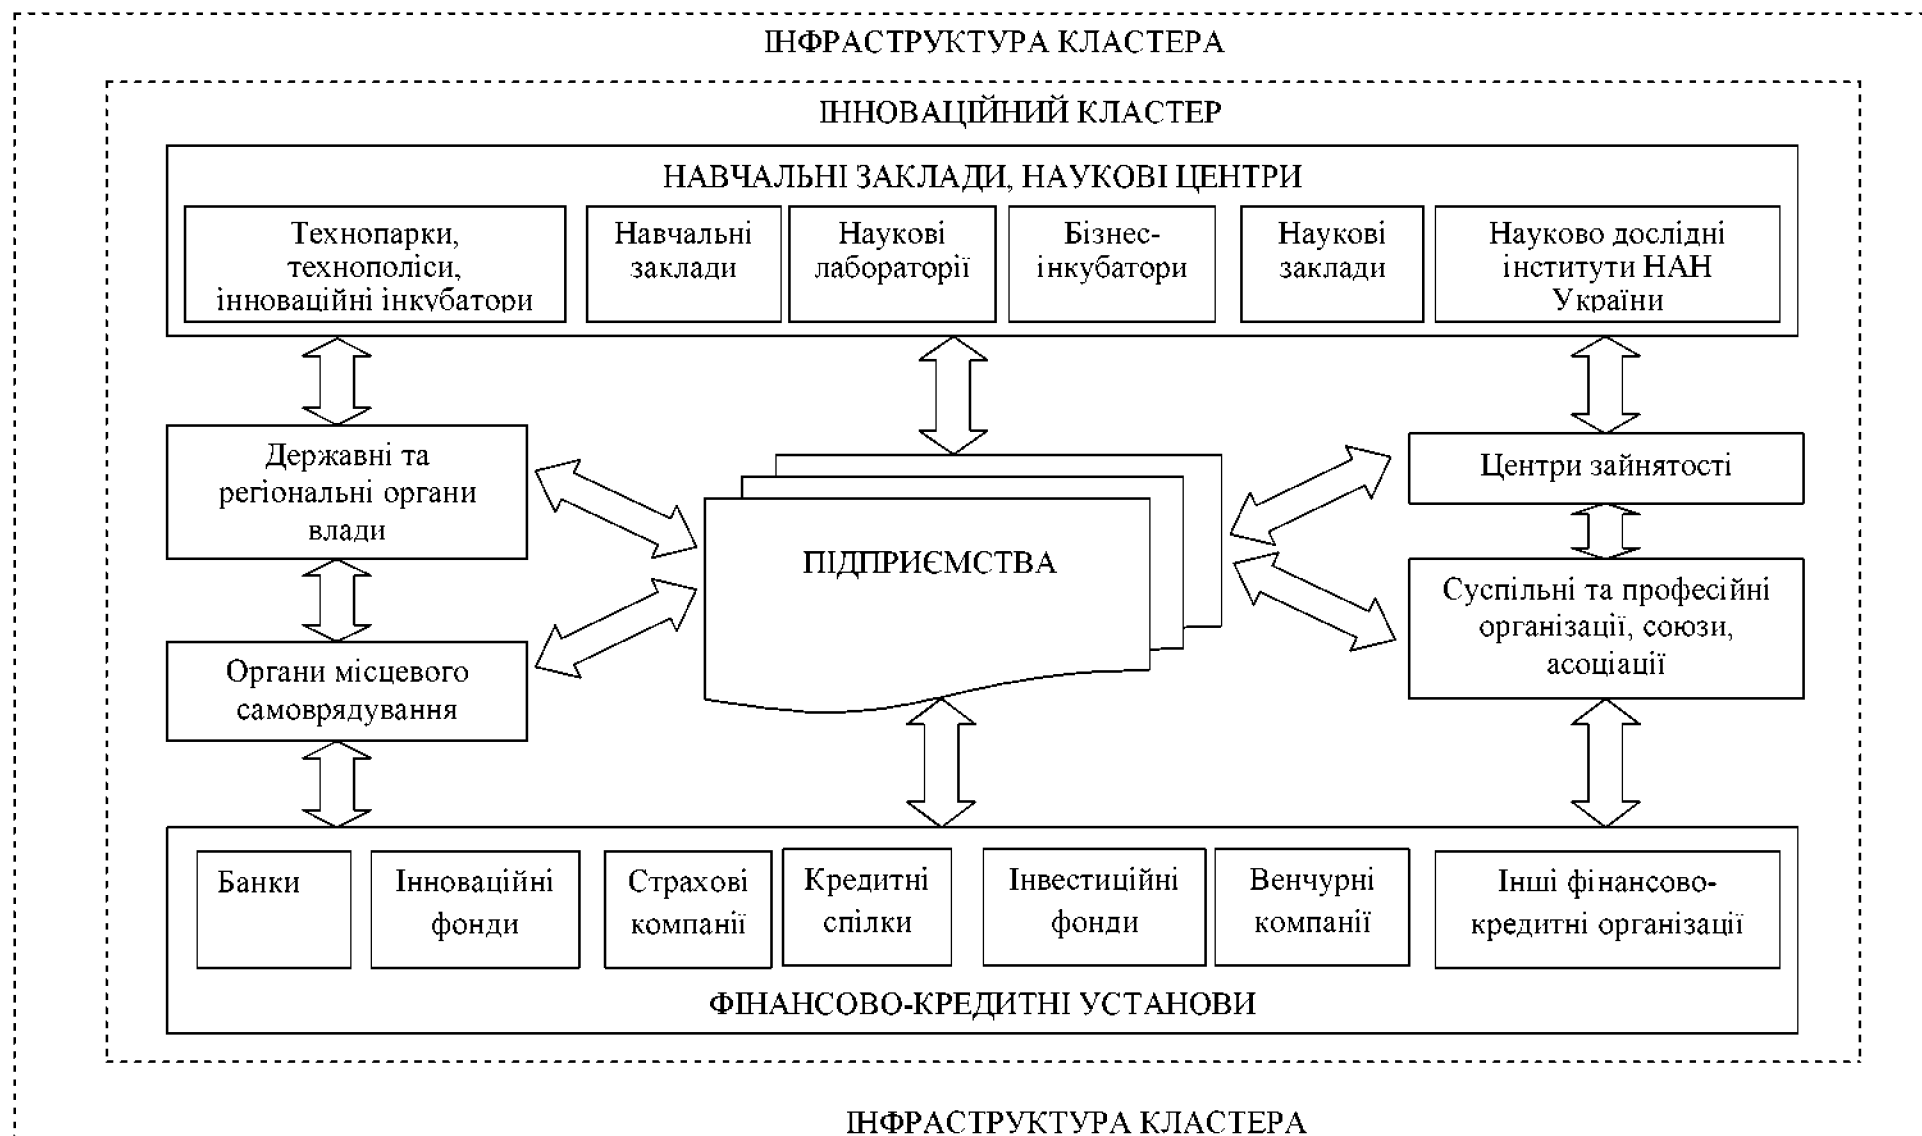 ІНФРАСТРУКТУРА КЛАСТЕРА
ІННОВАЦІЙНИЙ КЛАСТЕР
НАВЧАЛЬНІ ЗАКЛАДИ, НАУКОВІ ЦЕНТРИ
Технопарки,
технополіси,
інноваційні інкубатори
Навчальні
заклади
Наукові
лабораторії
Бізнес-
інкубатори
Наукові
заклади
Науково дослідні
інститути НАН
України
Державні та
регіональні органи
влади
ПІДПРИЄМСТВА
Центри зайнятості
Органи місцевого
самоврядування
Суспільні та професійні
організації, союзи,
асоціації
Банки
Інноваційні
фонди
Страхові
компанії
Кредитні
спілки
Інвестиційні
фонди
Венчурні
компанії
Інші фінансово-
кредитні організації
ФІНАНСОВО-КРЕДИТНІ УСТАНОВИ
ІНФРАСТРУКТУРА КЛАСТЕРА